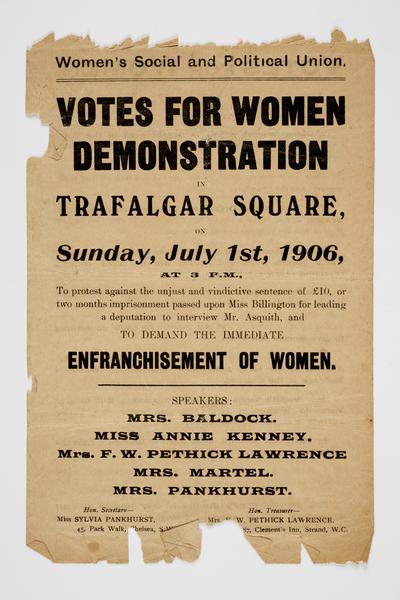 Women's Social and Political Union.
VOTES FOR WOMEN
DEMONSTRATION
IN
TRAFALGAR SQUARE,
ON
Sunday, July 1st, 1906,
AT 3 P.M.,
To protest against the unjust and vindictive sentence of £10, or
two months imprisonment passed upon Miss Billington for leading
a deputation to interview Mr. Asquith, and
TO DEMAND THE IMMEDIATE
ENFRANCHISEMENT OF WOMEN.
SPEAKERS:
MRS. BALDOCK.
MISS ANNIE KENNEY.
Mrs. F. W. PETHICK LAWRENCE
MRS. MARTEL.
MRS. PANKHURST.
Hon. Secretary—
Miss SYLVIA PANKHURST,
45, Park Walk, Chelsea,
Hon. Treasurer—
Mrs. W. PETHICK LAWRENCE,
Clement's Inn, Strand, W.C.